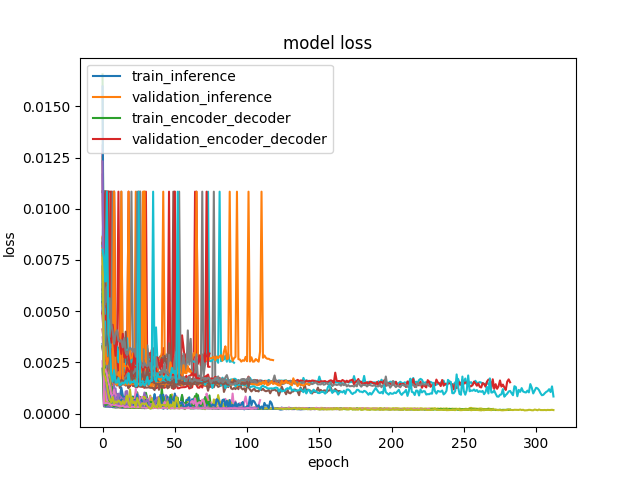 model loss
train_inference
validation_inference
train_encoder_decoder
validation_encoder_decoder
loss
0.0150
0.0125
0.0100
0.0075
0.0050
0.0025
0.0000
0 50 100 150 200 250 300
epoch